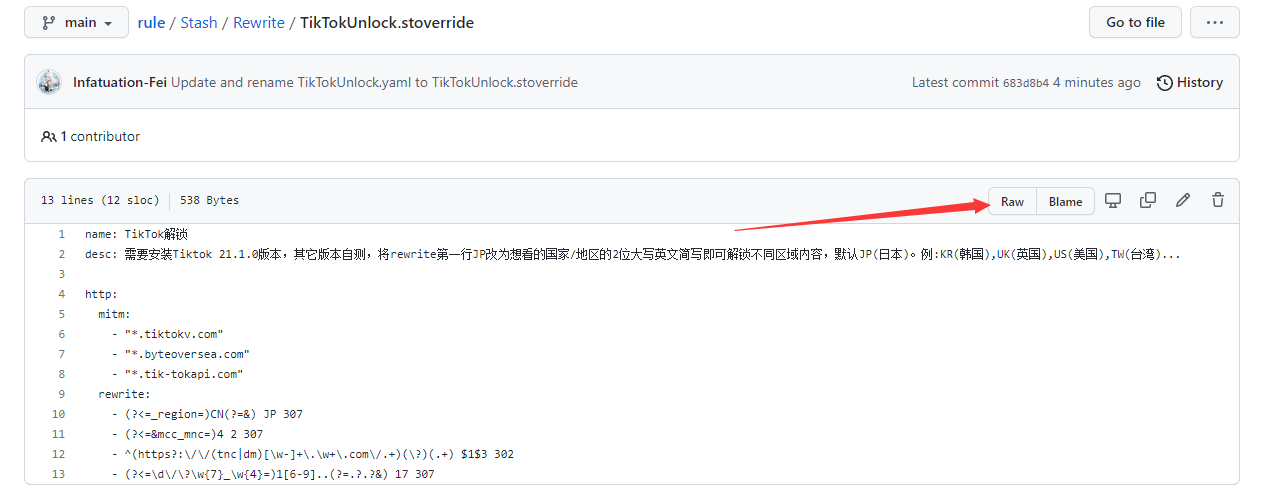 main
rule / Stash / Rewrite / TikTokUnlock.stoverride
Go to file
...
Infatuation-Fei Update and rename TikTokUnlock.yaml to TikTokUnlock.stoverride
Latest commit 683d8b4 4 minutes ago
History
1 contributor
13 lines (12 sloc) 538 Bytes
Raw
Blame
1 name: TikTok解锁
2 desc: 需要安装Tiktok 21.1.0版本，其它版本自测，将rewrite第一行JP改为想看的国家/地区的2位大写英文简写即可解锁不同区域内容，默认JP(日本)。例:KR(韩国),UK(英国),US(美国),TW(台湾)...
3
4 http:
5 mitm:
6 - "*.tiktokv.com"
7 - "*.byteoversea.com"
8 - "*.tik-tokapi.com"
9 rewrite:
10 - (?<=_region=)CN(?=&) JP 307
11 - (?<=&mcc_mnc=)4 2 307
12 - ^(https?:\/\/(tnc|dm)[\w-]+\.\w+\.com\/.+)(\?)(.+) $1$3 302
13 - (?<=\d\/\?\w{7}_\w{4}=)1[6-9]..(?=.?.?&) 17 307